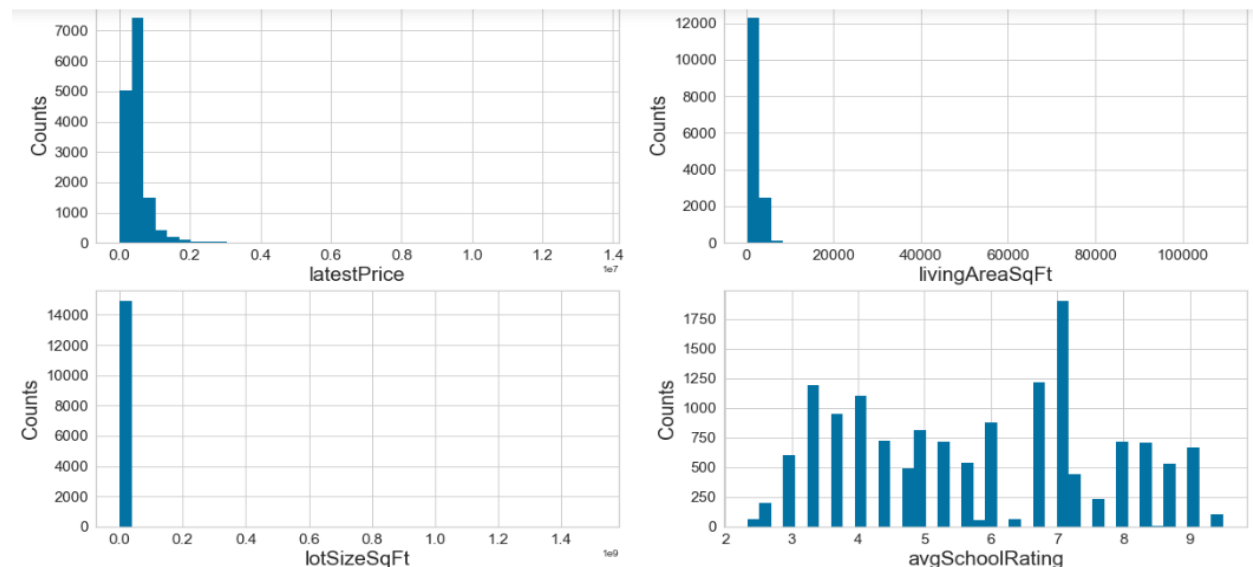 7000
6000
5000
4000
3000
2000
1000
0
Counts
0.0 0.2 0.4 0.6 0.8 1.0 1.2 1.4
1e7
latestPrice
12000
10000
8000
6000
4000
2000
0
Counts
0 20000 40000 60000 80000 100000
livingAreaSqFt
14000
12000
10000
8000
6000
4000
2000
0
Counts
0.0 0.2 0.4 0.6 0.8 1.0 1.2 1.4
1e9
lotSizeSqFt
1750
1500
1250
1000
750
500
250
0
Counts
2 3 4 5 6 7 8 9
avgSchoolRating